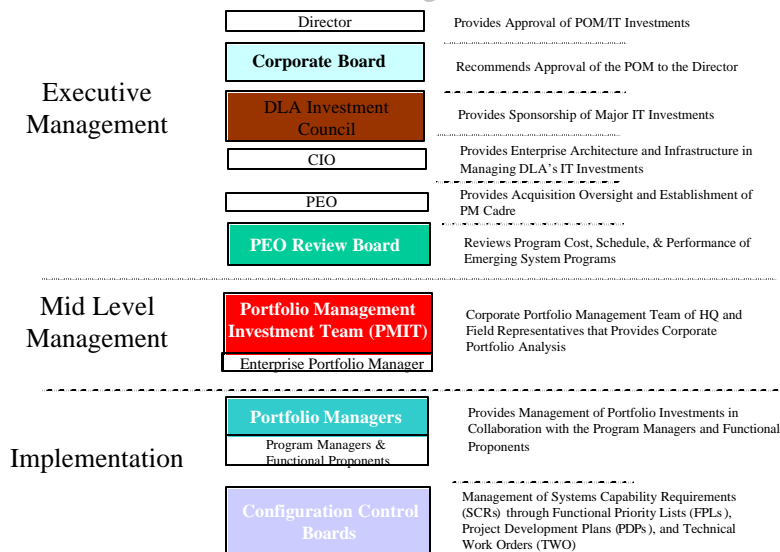 Director
Provides Approval of POM/IT Investments
Executive
Management
Corporate Board
Recommends Approval of the POM to the Director
DLA Investment
Council
Provides Sponsorship of Major IT Investments
CIO
Provides Enterprise Architecture and Infrastructure in
Managing DLA's IT Investments
PEO
Provides Acquisition Oversight and Establishment of
PM Cadre
PEO Review Board
Reviews Program Cost, Schedule, & Performance of
Emerging System Programs
Mid Level
Management
Portfolio Management
Investment Team (PMIT)
Enterprise Portfolio Manager
Corporate Portfolio Management Team of HQ and
Field Representatives that Provides Corporate
Portfolio Analysis
Implementation
Portfolio Managers
Program Managers &
Functional Proponents
Provides Management of Portfolio Investments in
Collaboration with the Program Managers and Functional
Proponents
Configuration Control
Boards
Management of Systems Capability Requirements
(SCRs) through Functional Priority Lists (FPLs),
Project Development Plans (PDPs), and Technical
Work Orders (TWO)